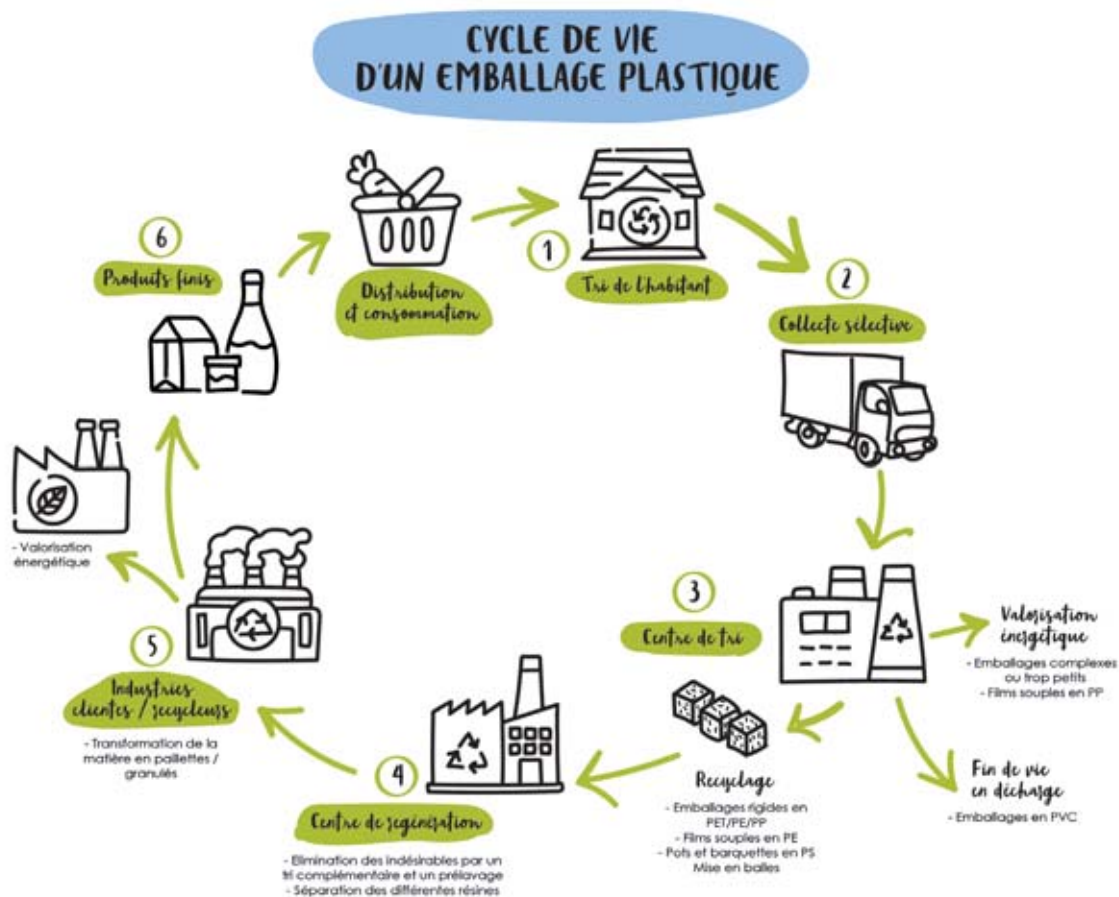 CYCLE DE VIE
D'UN EMBALLAGE PLASTIQUE
1
Tri de l'habitant
2
Collecte sélective
3
Centre de tri
Valorisation
énergétique
- Emballages complexes
ou trop petits
- Films souples en PP
Fin de vie
en décharge
- Emballages en PVC
Recyclage
- Emballages rigides en
PET/PE/PP
- Films souples en PE
- Pots et barquettes en PS
Mise en balles
4
Centre de regénération
- Elimination des indésirables par un
tri complémentaire et un prélavage
- Séparation des différentes résines
5
Industries
clientes / recycleurs
- Transformation de la
matière en paillettes /
granulés
- Valorisation
énergétique
6
Produits finis
Distribution
et consommation